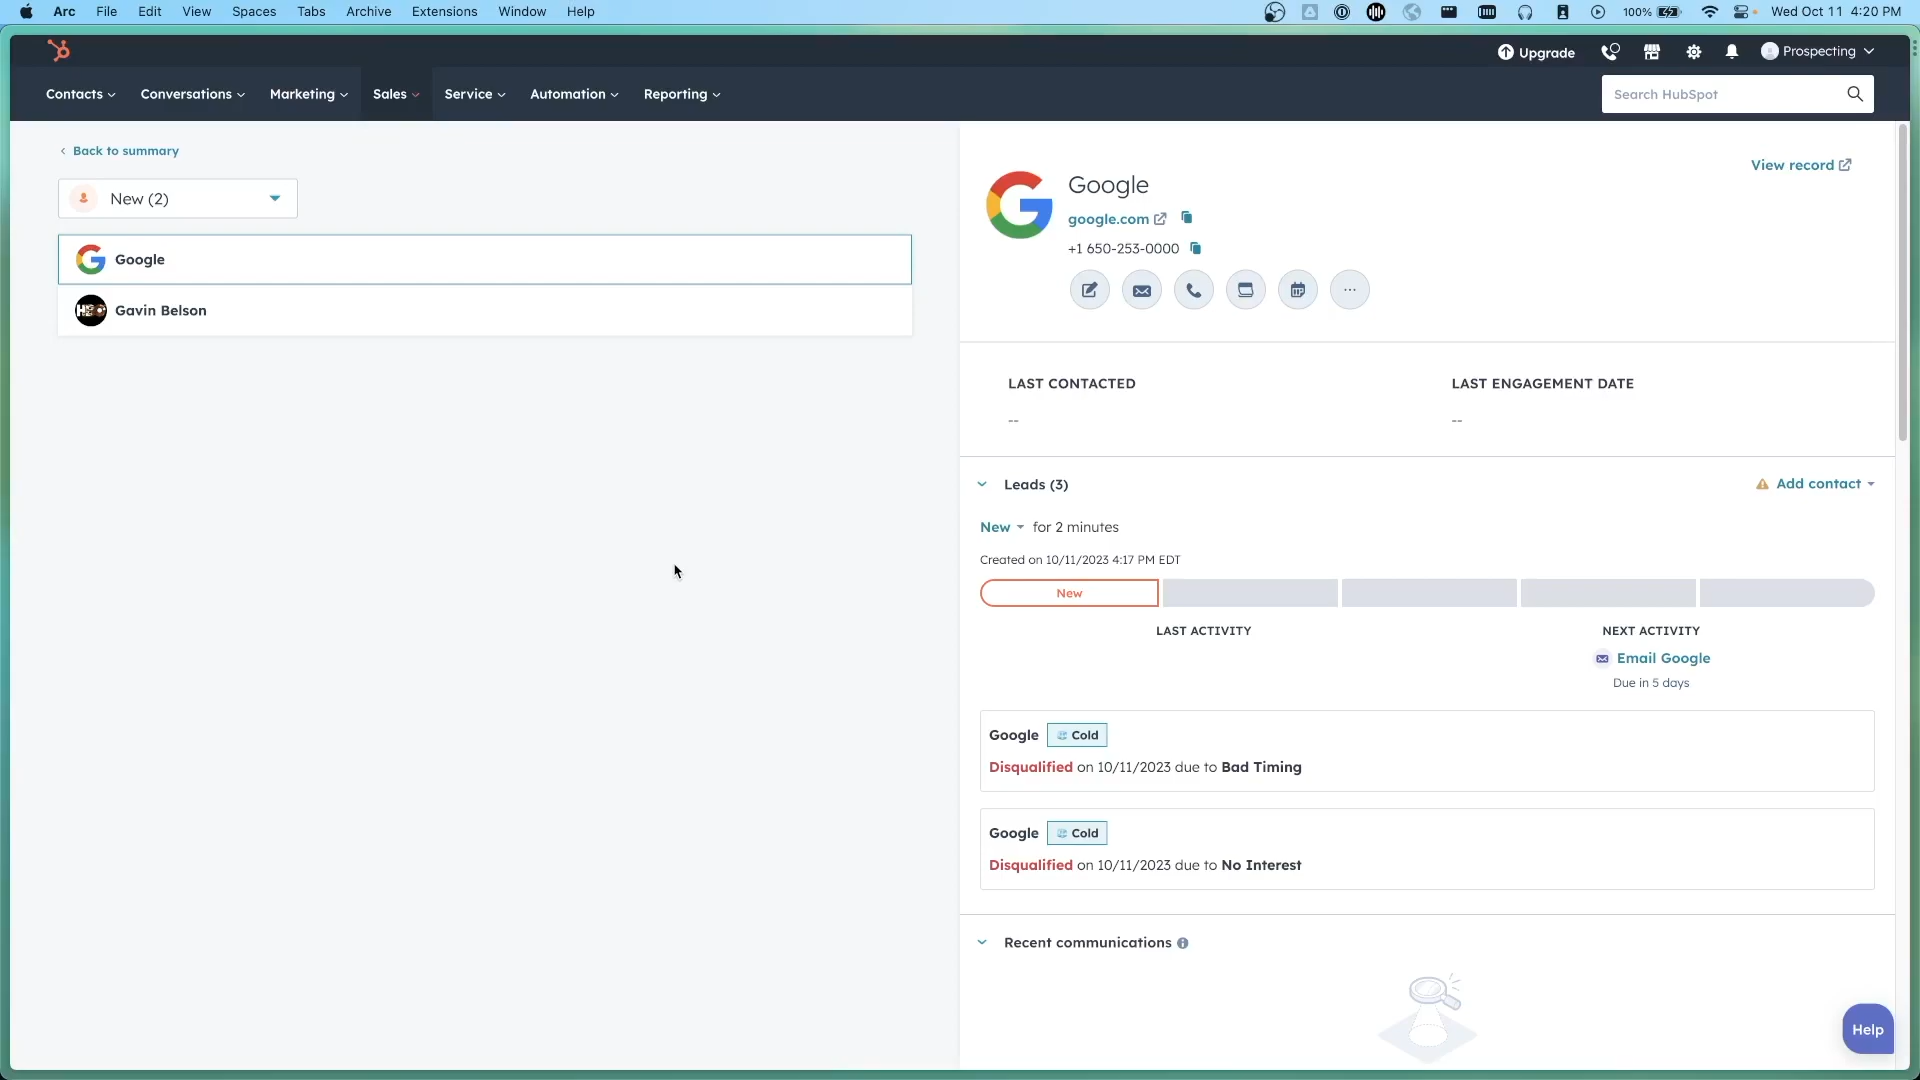 Arc File Edit View Spaces Tabs Archive Extensions Window Help 100% Wed Oct 11 4:20 PM
Upgrade Prospecting
Contacts Conversations Marketing Sales Service Automation Reporting Search HubSpot
Back to summary
New (2)
Google
Gavin Belson
View record
Google
google.com
+1 650-253-0000
LAST CONTACTED LAST ENGAGEMENT DATE
-- --
Leads (3) Add contact
New for 2 minutes
Created on 10/11/2023 4:17 PM EDT
New
LAST ACTIVITY NEXT ACTIVITY
Email Google
Due in 5 days
Google Cold
Disqualified on 10/11/2023 due to Bad Timing
Google Cold
Disqualified on 10/11/2023 due to No Interest
Recent communications
Help